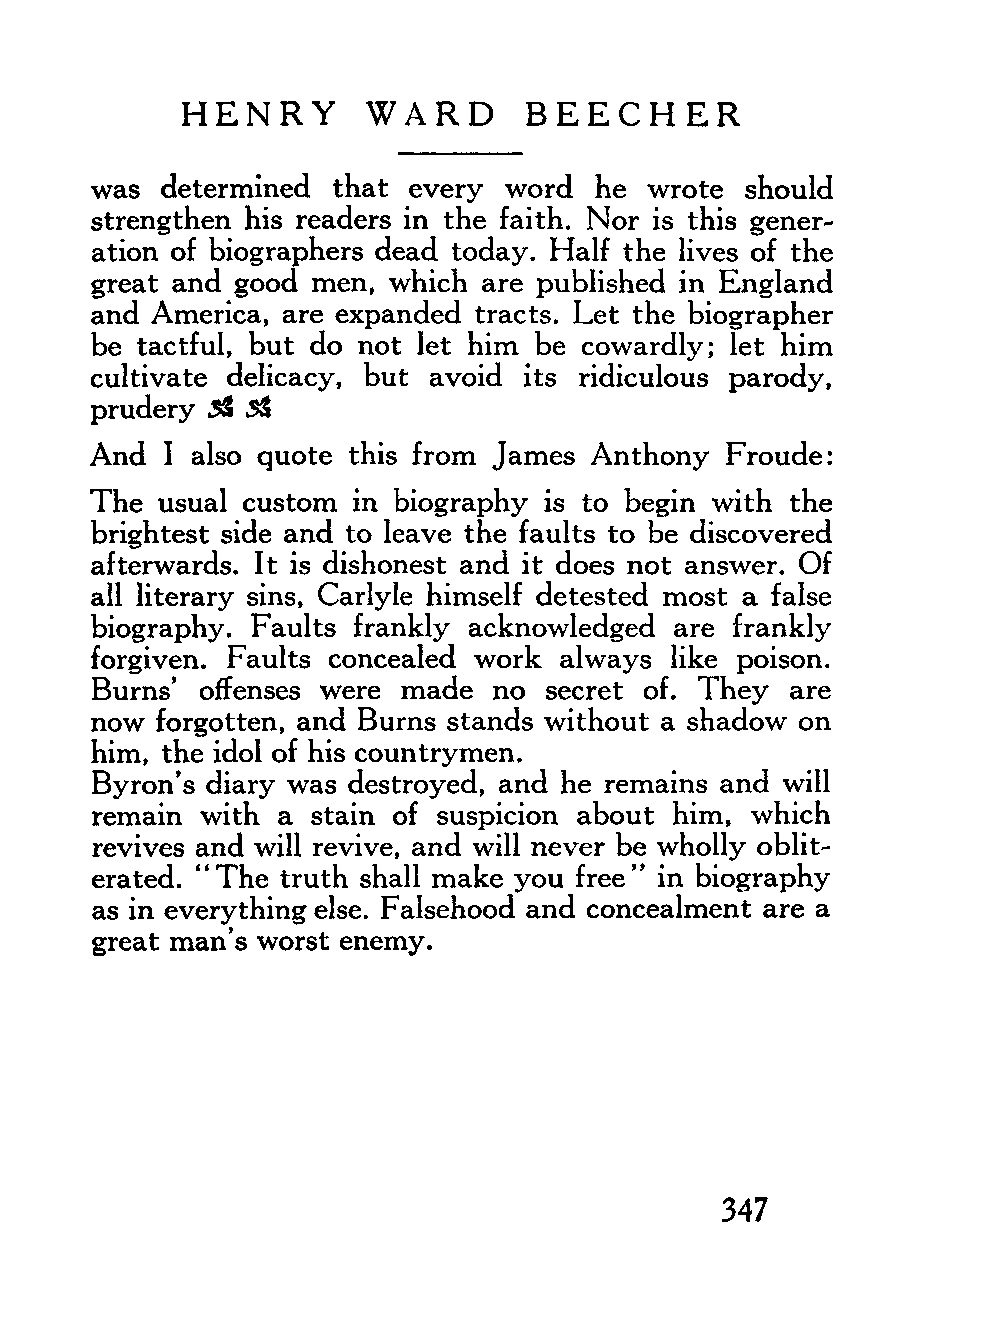 HENRY WARD BEECHER
was determined that every word he wrote should
strengthen his readers in the faith. Nor is this gener-
ation of biographers dead today. Half the lives of the
great and good men, which are published in England
and America, are expanded tracts. Let the biographer
be tactful, but do not let him be cowardly; let him
cultivate delicacy, but avoid its ridiculous parody,
prudery
And I also quote this from James Anthony Froude:
The usual custom in biography is to begin with the
brightest side and to leave the faults to be discovered
afterwards. It is dishonest and it does not answer. Of
all literary sins, Carlyle himself detested most a false
biography. Faults frankly acknowledged are frankly
forgiven. Faults concealed work always like poison.
Burns' offenses were made no secret of. They are
now forgotten, and Burns stands without a shadow on
him, the idol of his countrymen.
Byron's diary was destroyed, and he remains and will
remain with a stain of suspicion about him, which
revives and will revive, and will never be wholly oblit-
erated. "The truth shall make you free" in biography
as in everything else. Falsehood and concealment are a
great man's worst enemy.
347